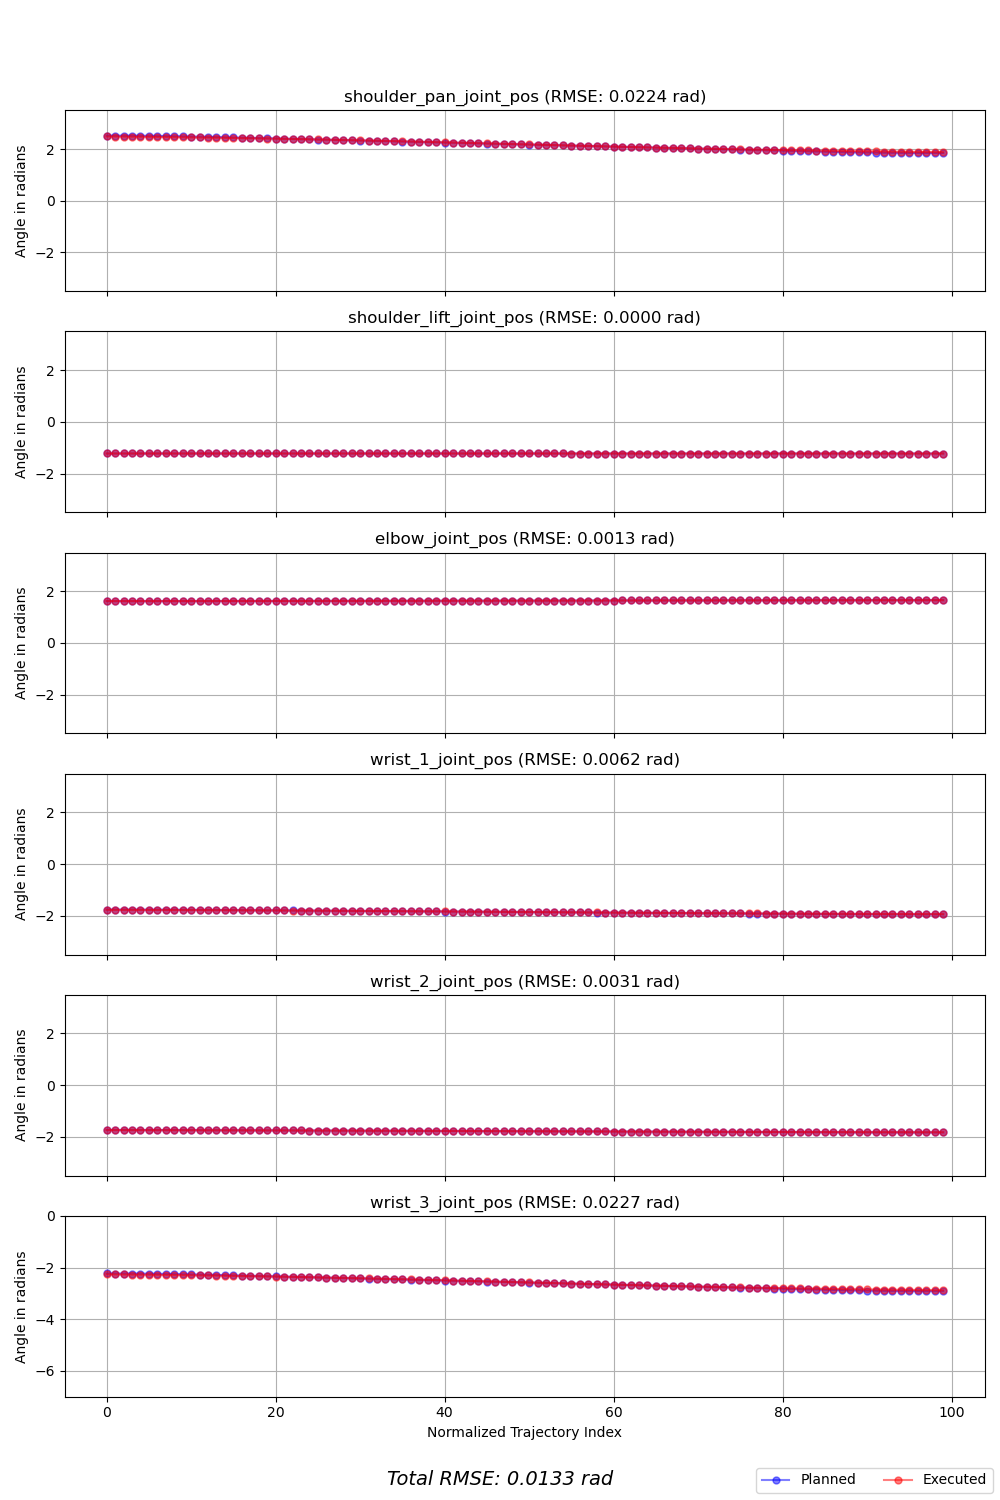 shoulder_pan_joint_pos (RMSE: 0.0224 rad)
Angle in radians
2
0
−2
shoulder_lift_joint_pos (RMSE: 0.0000 rad)
Angle in radians
2
0
−2
elbow_joint_pos (RMSE: 0.0013 rad)
Angle in radians
2
0
−2
wrist_1_joint_pos (RMSE: 0.0062 rad)
Angle in radians
2
0
−2
wrist_2_joint_pos (RMSE: 0.0031 rad)
Angle in radians
2
0
−2
wrist_3_joint_pos (RMSE: 0.0227 rad)
Angle in radians
0
−2
−4
−6
0 20 40 60 80 100
Normalized Trajectory Index
Total RMSE: 0.0133 rad
Planned Executed